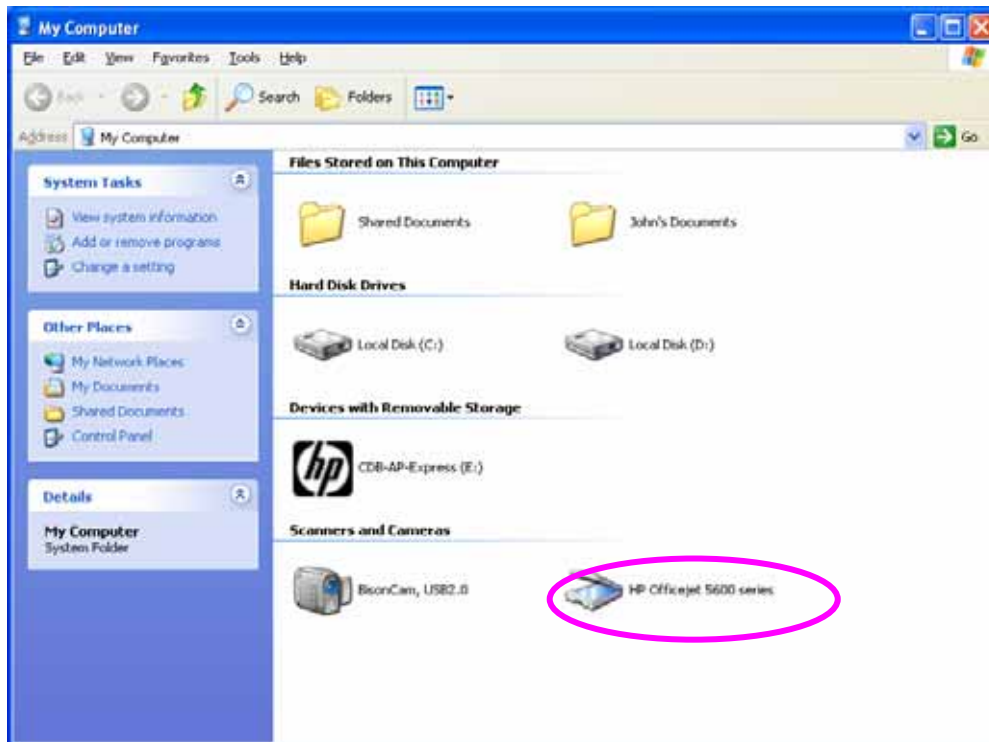 My Computer
File Edit View Favorites Tools Help
Back Search Folders
Address My Computer Go
System Tasks
View system information
Add or remove programs
Change a setting
Other Places
My Network Places
My Documents
Shared Documents
Control Panel
Details
My Computer
System Folder
Files Stored on This Computer
Shared Documents John's Documents
Hard Disk Drives
Local Disk (C:) Local Disk (D:)
Devices with Removable Storage
hp CDB-AP-Express (E:)
Scanners and Cameras
BisonCam, USB2.0 HP Officejet 5600 series